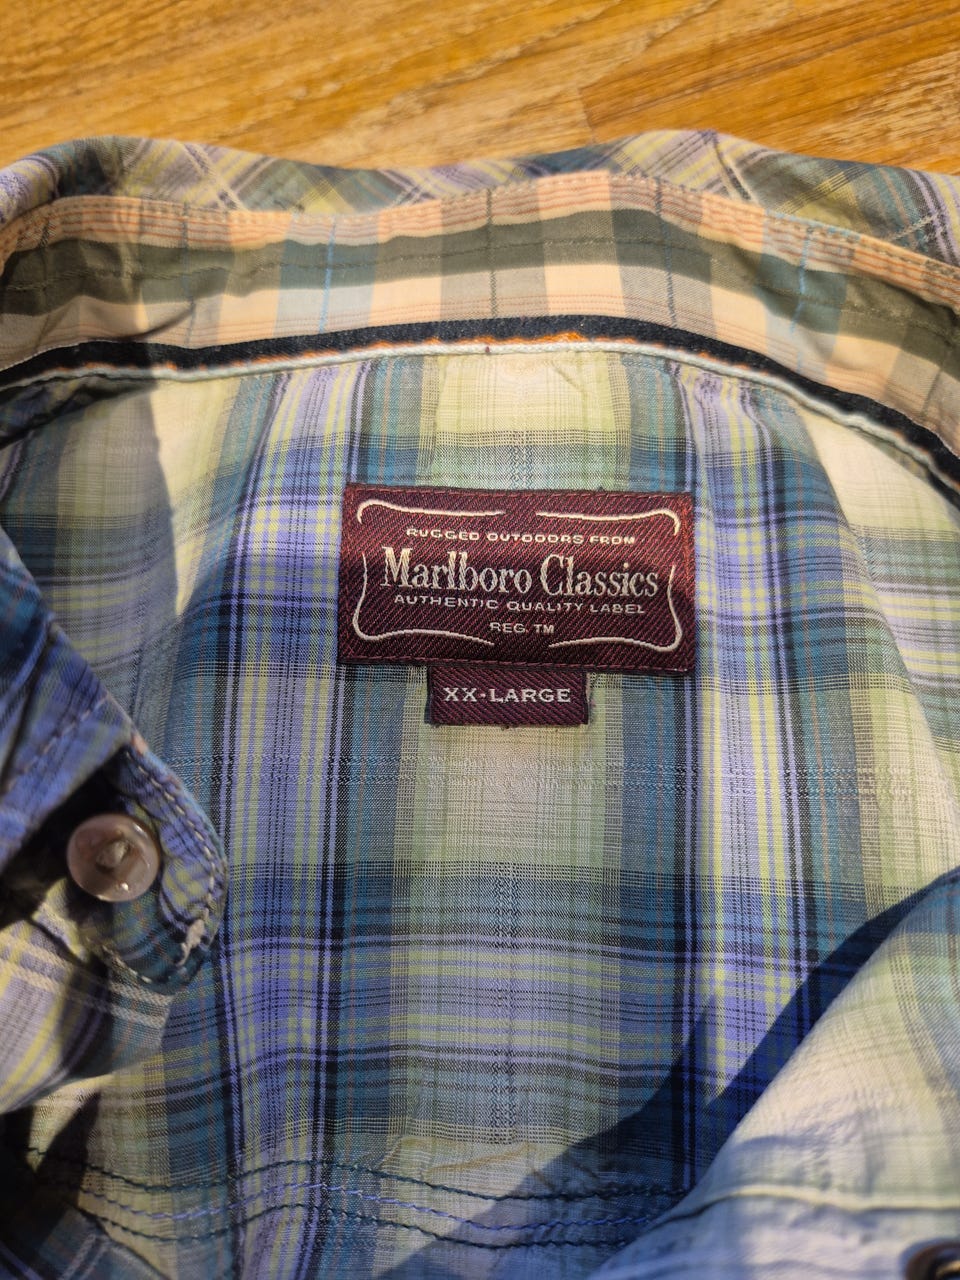 RUGGED OUTDOORS FROM
Marlboro Classics
AUTHENTIC QUALITY LABEL
REG. TM
XX-LARGE